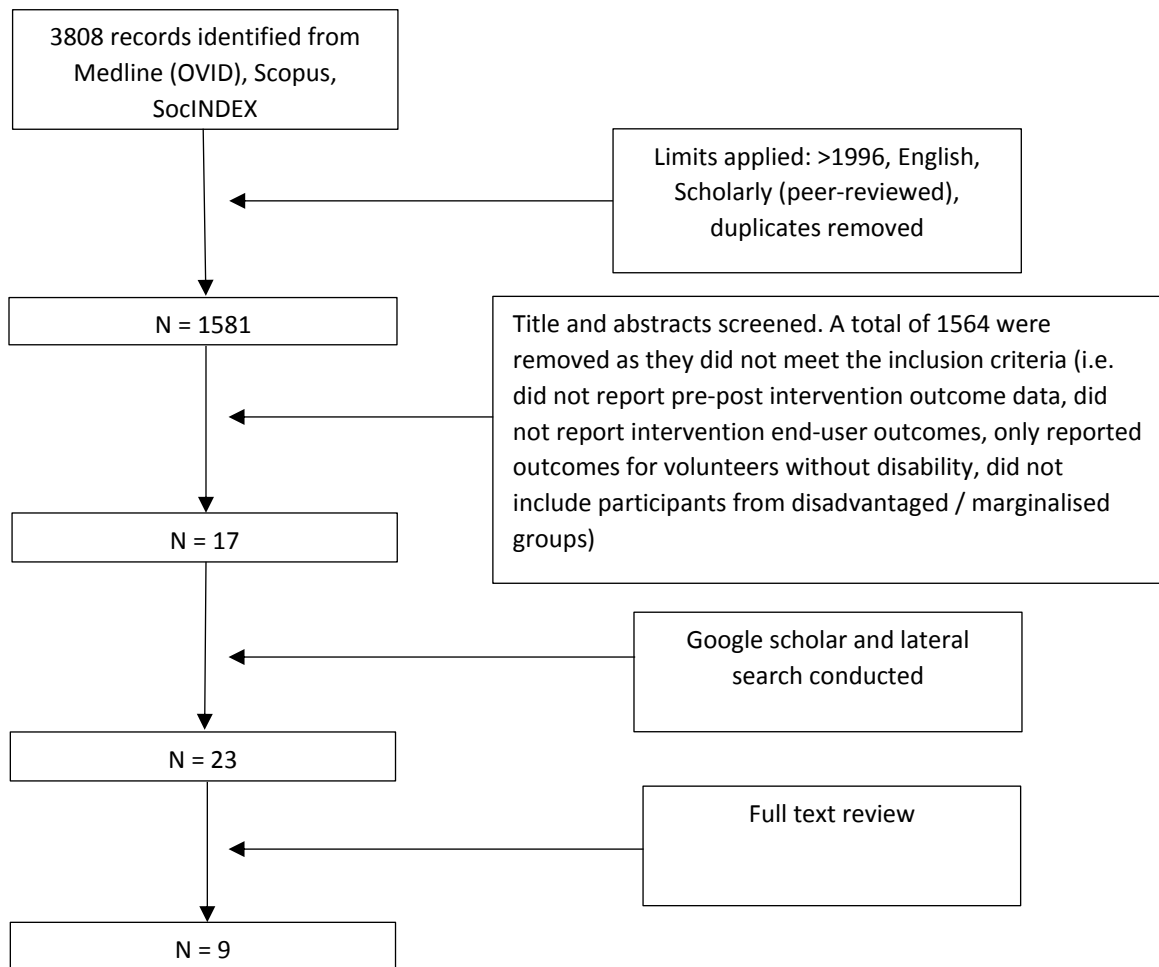 3808 records identified from
Medline (OVID), Scopus,
SocINDEX
Limits applied: >1996, English,
Scholarly (peer-reviewed),
duplicates removed
N = 1581
Title and abstracts screened. A total of 1564 were
removed as they did not meet the inclusion criteria (i.e.
did not report pre-post intervention outcome data, did
not report intervention end-user outcomes, only reported
outcomes for volunteers without disability, did not
include participants from disadvantaged / marginalised
groups)
N = 17
Google scholar and lateral
search conducted
N = 23
Full text review
N = 9